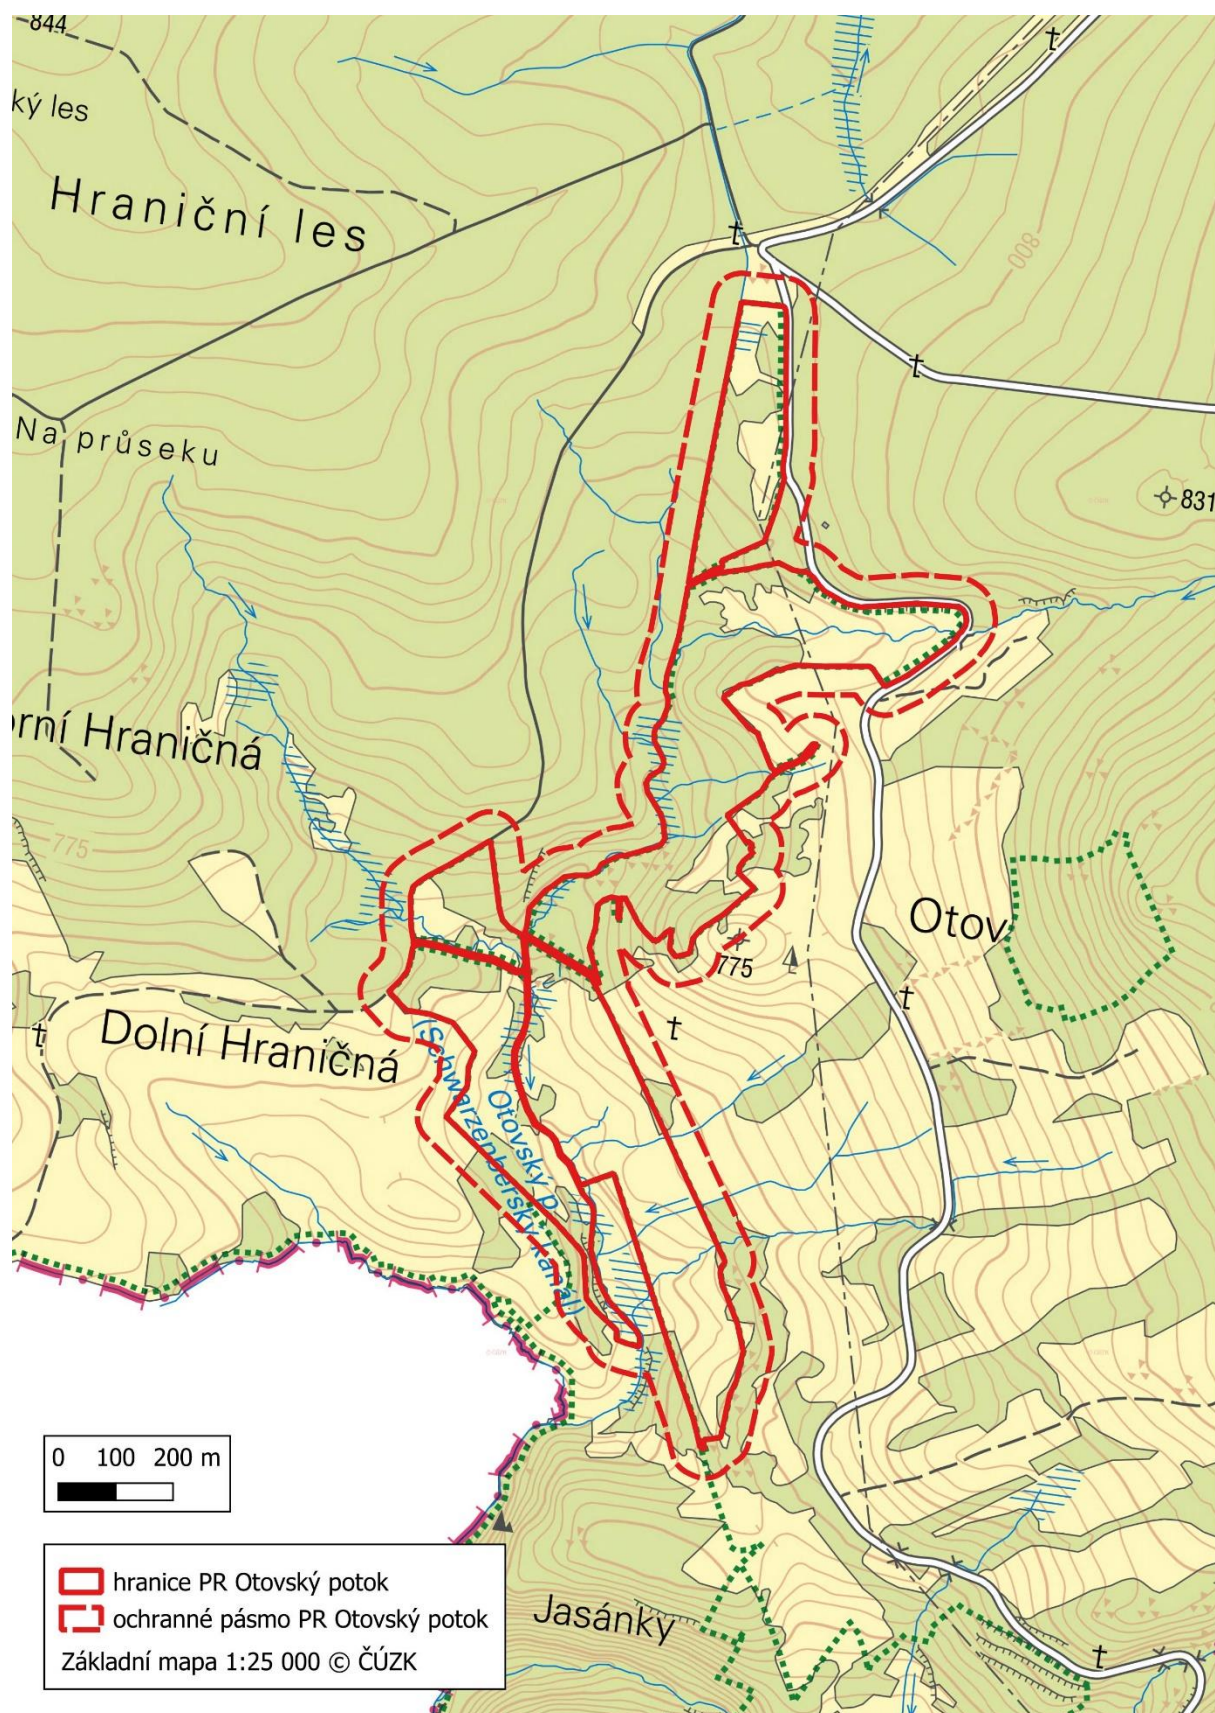 844
ký les
Hraniční les
800
Na průseku
831
orní Hraničná
775
Otov
775
Dolní Hraničná
Otovský p.
(Schwarzenberský kanál)
0 100 200 m
hranice PR Otovský potok
ochranné pásmo PR Otovský potok
Základní mapa 1:25 000 © ČÚZK
Jasánky